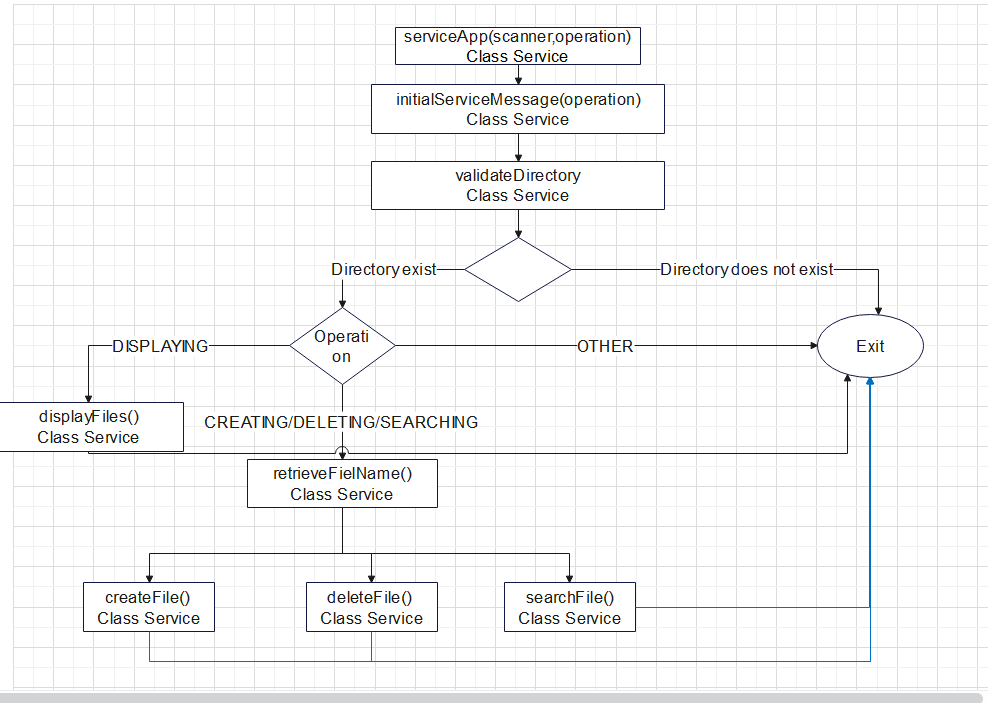 serviceApp(scanner,operation)
Class Service
initialServiceMessage(operation)
Class Service
validateDirectory
Class Service
Directory exist
Directory does not exist
Operati
on
DISPLAYING
OTHER
Exit
displayFiles()
Class Service
CREATING/DELETING/SEARCHING
retrieveFielName()
Class Service
createFile()
Class Service
deleteFile()
Class Service
searchFile()
Class Service